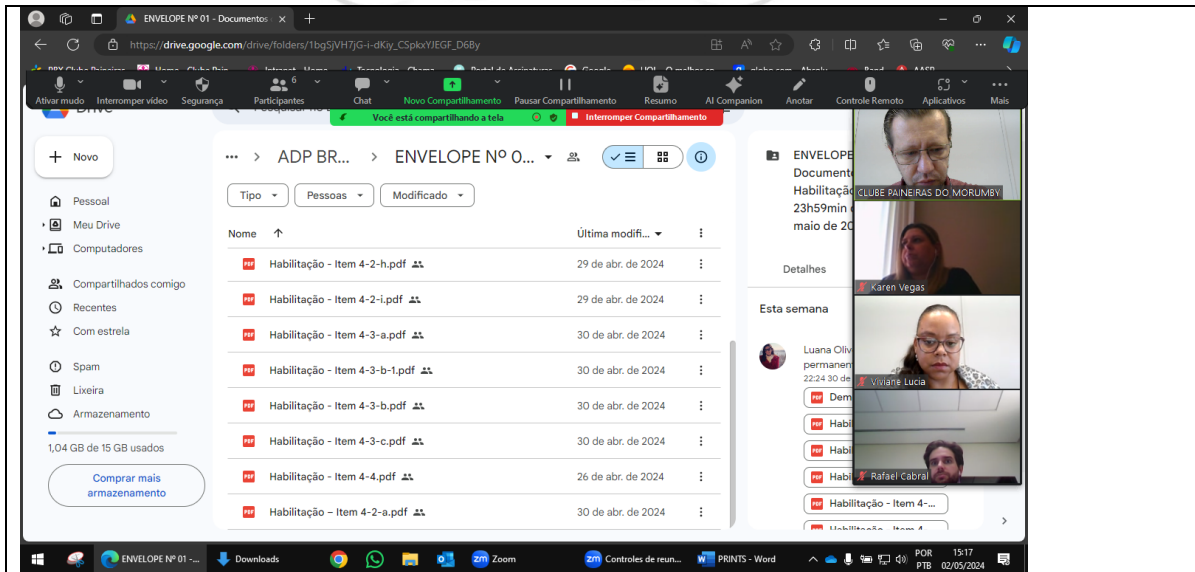 ENVELOPE Nº 01 - Documentos
https://drive.google.com/drive/folders/1bgSjVH7jG-i-dKiy_CSpkxYJEGF_D6By
6
Ativar mudo Interromper vídeo Segurança Participantes Chat Novo Compartilhamento Pausar Compartilhamento Resumo AI Companion Anotar Controle Remoto Aplicativos Mais
Você está compartilhando a tela Interromper Compartilhamento
Drive
Novo
ADP BR... > ENVELOPE Nº 0...
Tipo Pessoas Modificado
Pessoal
Meu Drive
Computadores
Compartilhados comigo
Recentes
Com estrela
Spam
Lixeira
Armazenamento
1,04 GB de 15 GB usados
Comprar mais
armazenamento
Nome Última modifi...
Habilitação - Item 4-2-h.pdf 29 de abr. de 2024
Habilitação - Item 4-2-i.pdf 29 de abr. de 2024
Habilitação - Item 4-3-a.pdf 30 de abr. de 2024
Habilitação - Item 4-3-b-1.pdf 30 de abr. de 2024
Habilitação - Item 4-3-b.pdf 30 de abr. de 2024
Habilitação - Item 4-3-c.pdf 30 de abr. de 2024
Habilitação - Item 4-4.pdf 26 de abr. de 2024
Habilitação – Item 4-2-a.pdf 30 de abr. de 2024
ENVELOPE
Document
Habilitação
23h59min
maio de 20
Detalhes
Esta semana
Luana Oliv
permanen
22:24 30 de
Dem
Habi
Habi
Habi
Habi
Habilitação - Item 4-...
CLUBE PAINEIRAS DO MORUMBY
Karen Vegas
Viviane Lucia
Rafael Cabral
ENVELOPE Nº 01 -... Downloads Zoom Controles de reun... PRINTS - Word
POR
PTB
15:17
02/05/2024